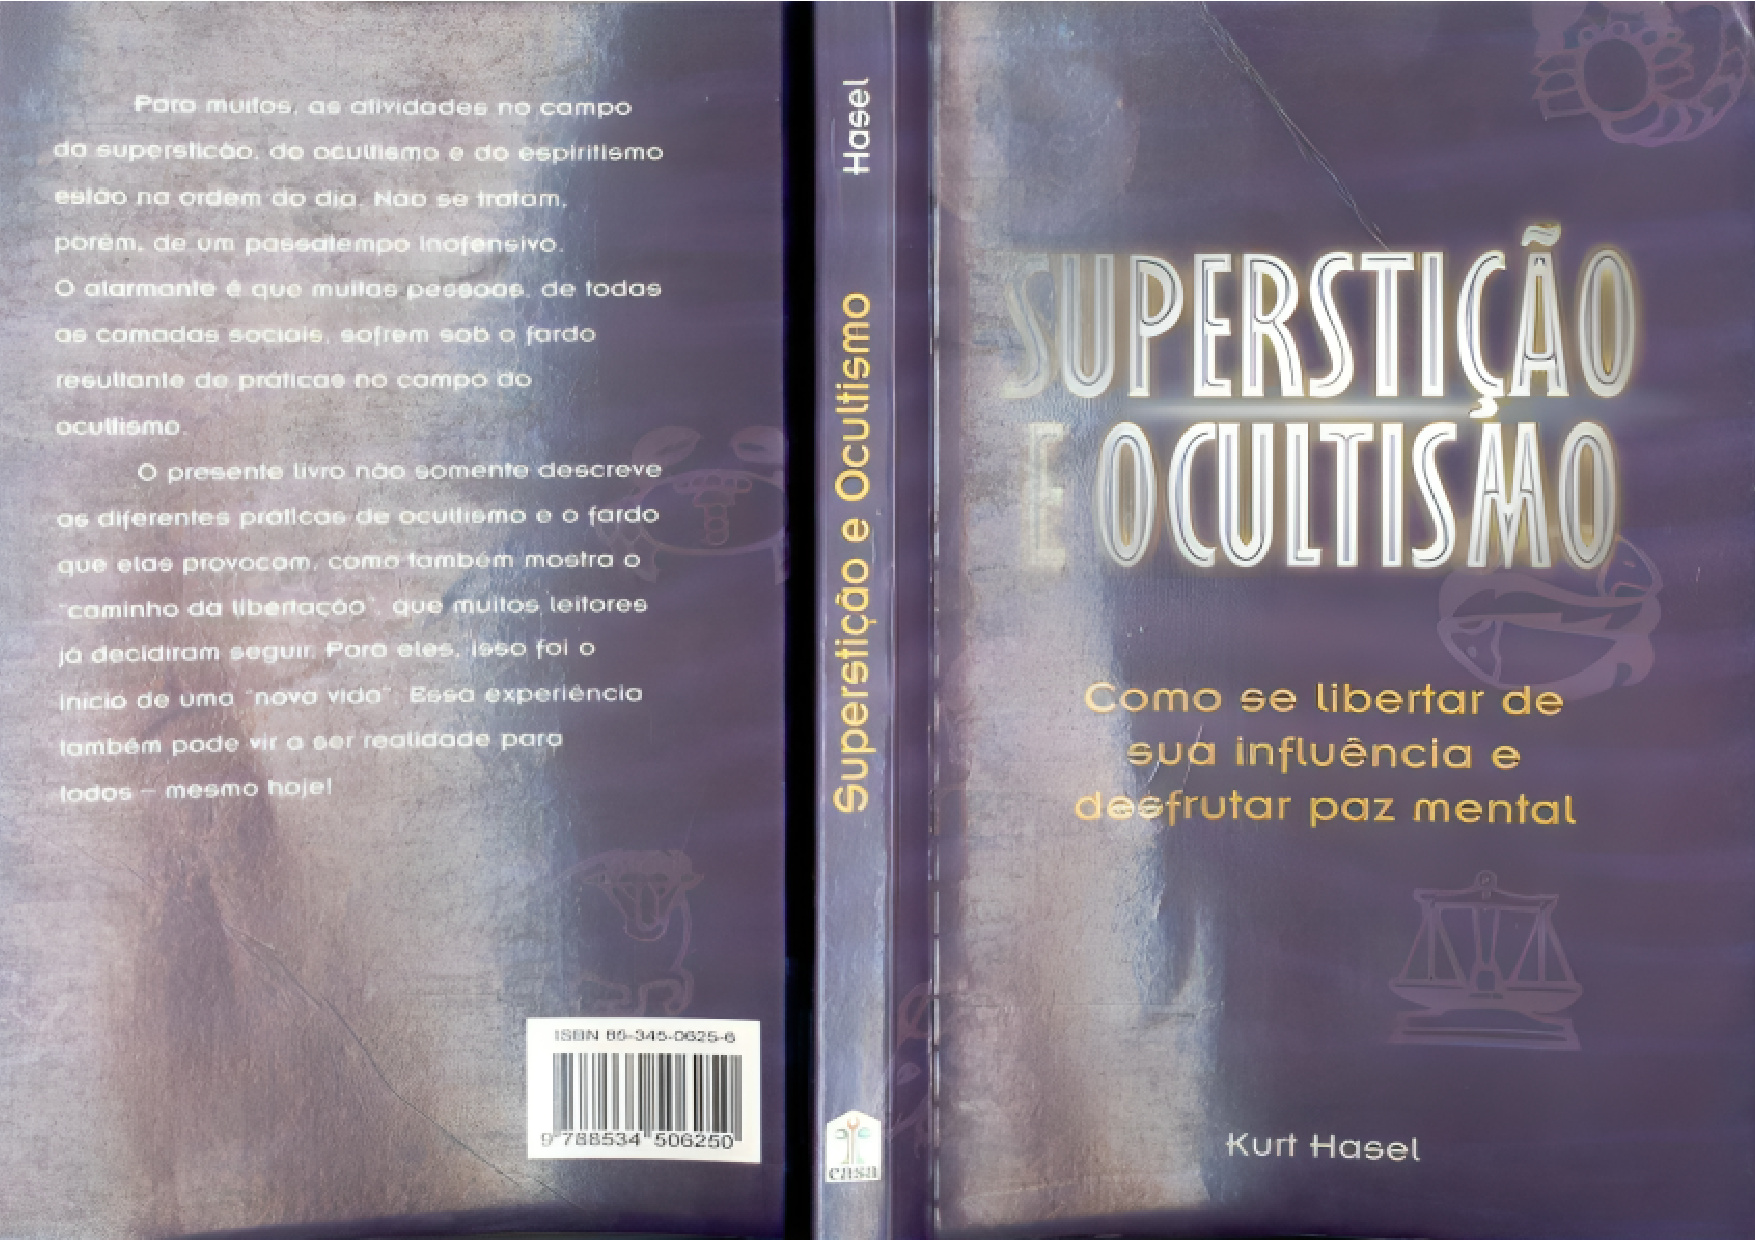 Para muitos, as atividades no campo
da superstição, do ocultismo e do espiritismo
estão na ordem do dia. Não se tratam,
porém, de um passatempo inofensivo.
O alarmante é que muitas pessoas, de todas
as camadas sociais, sofrem sob o fardo
resultante de práticas no campo do
ocultismo.
O presente livro não somente descreve
as diferentes práticas de ocultismo e o fardo
que elas provocam, como também mostra o
"caminho da libertação", que muitos leitores
já decidiram seguir. Para eles, isso foi o
início de uma "nova vida". Essa experiência
também pode vir a ser realidade para
todos – mesmo hoje!
ISBN 85-345-0625-6
9 788534 506250
Hasel
Superstição e Ocultismo
casa
SUPERSTIÇÃO
E OCULTISMO
Como se libertar de
sua influência e
desfrutar paz mental
Kurt Hasel